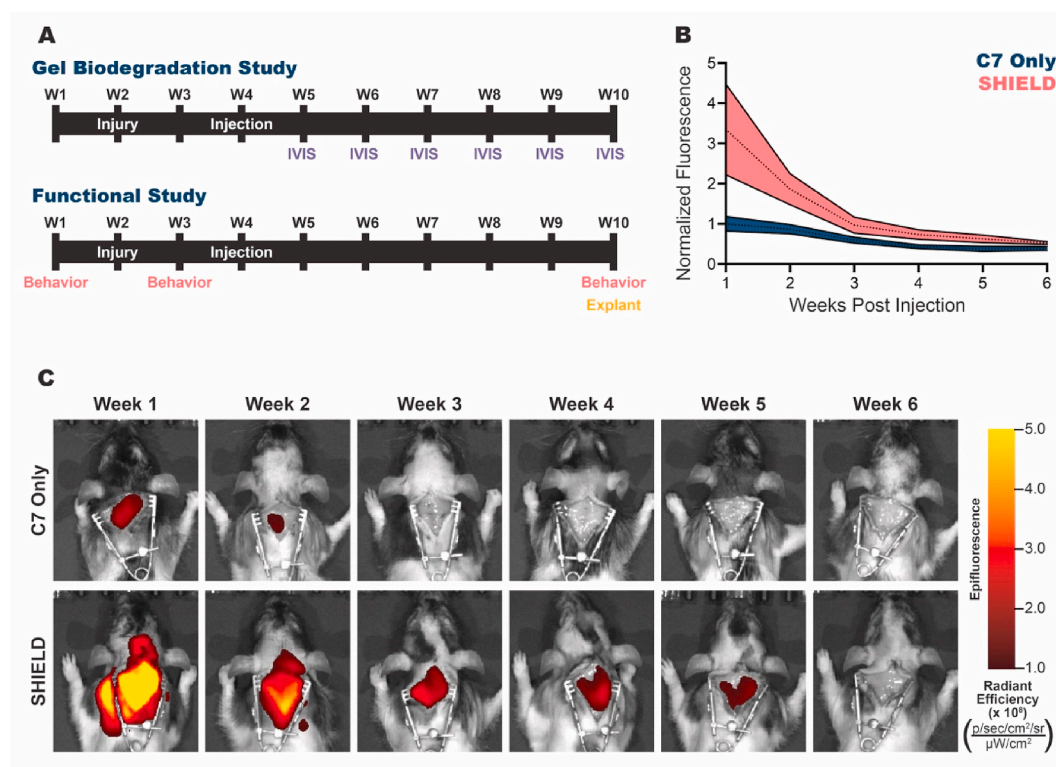 A
Gel Biodegradation Study
W1 W2 W3 W4 W5 W6 W7 W8 W9 W10
Injury Injection
IVIS IVIS IVIS IVIS IVIS IVIS
Functional Study
W1 W2 W3 W4 W5 W6 W7 W8 W9 W10
Injury Injection
Behavior Behavior Behavior
Explant
B
C7 Only
SHIELD
Normalized Fluorescence
5
4
3
2
1
0
1 2 3 4 5 6
Weeks Post Injection
C
Week 1 Week 2 Week 3 Week 4 Week 5 Week 6
C7 Only
SHIELD
5.0
4.0
3.0
2.0
1.0
Epifluorescence
Radiant
Efficiency
(x 10⁸)
(p/sec/cm²/sr
µW/cm²)